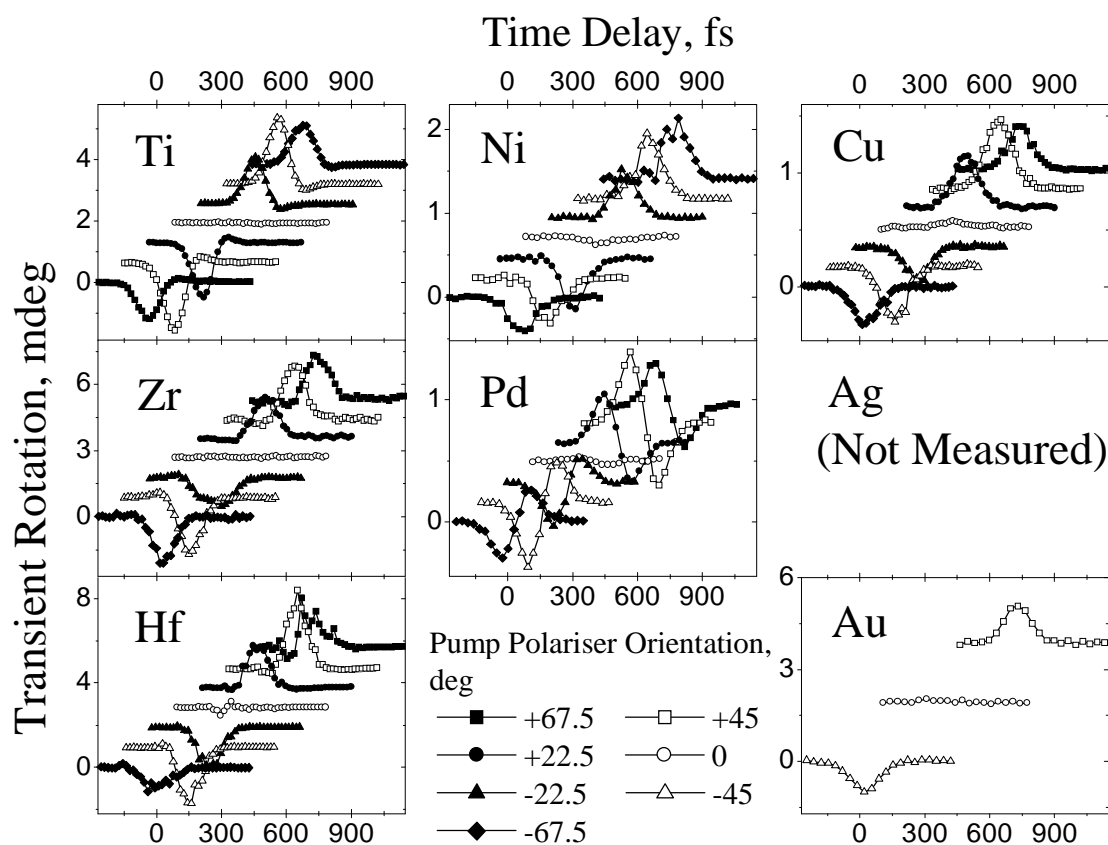 Time Delay, fs
0 300 600 900
0 300 600 900
0 300 600 900
Transient Rotation, mdeg
Ti
4
2
0
Ni
2
1
0
Cu
1
0
Zr
6
3
0
Pd
1
0
Ag
(Not Measured)
Hf
8
4
0
0 300 600 900
0 300 600 900
Pump Polariser Orientation,
deg
+67.5 +45
+22.5 0
-22.5 -45
-67.5
Au
6
3
0
0 300 600 900